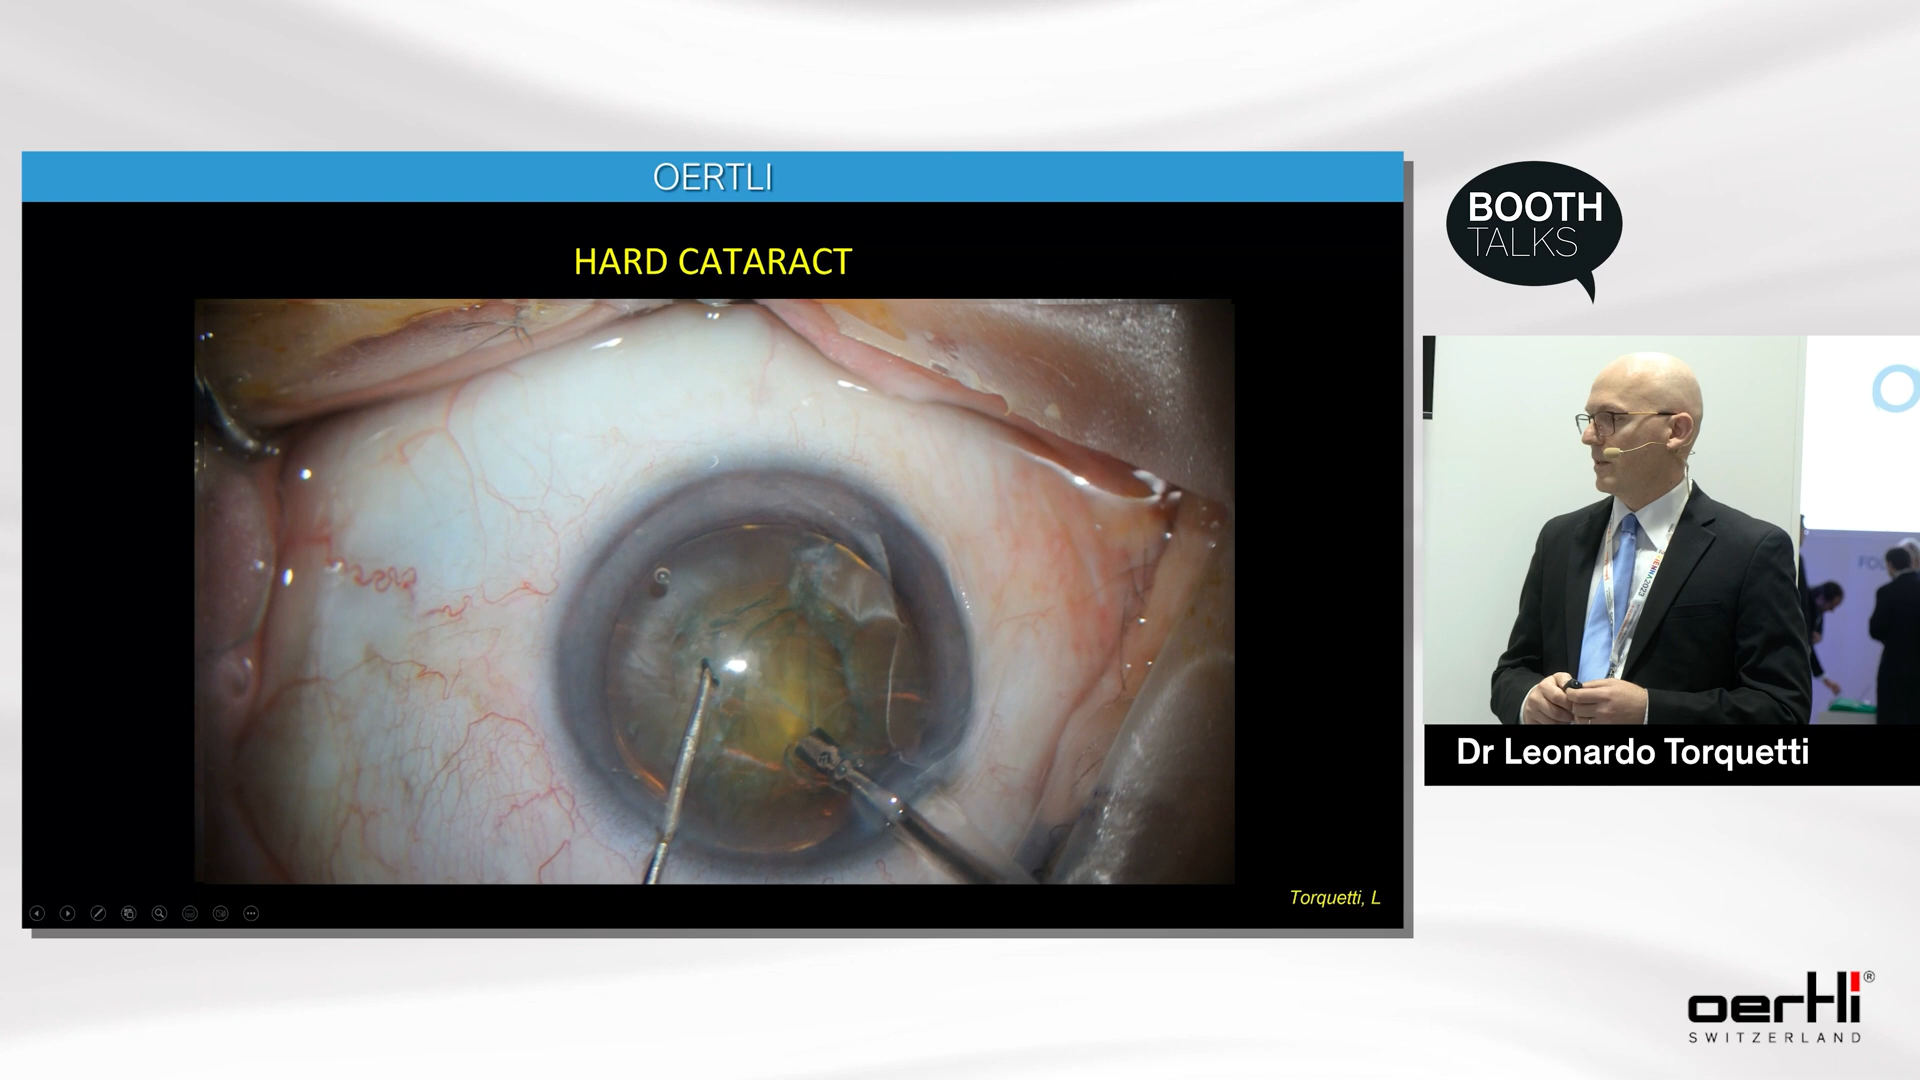 OERTLI
HARD CATARACT
Torquetti, L
BOOTH
TALKS
Dr Leonardo Torquetti
oertli®
SWITZERLAND